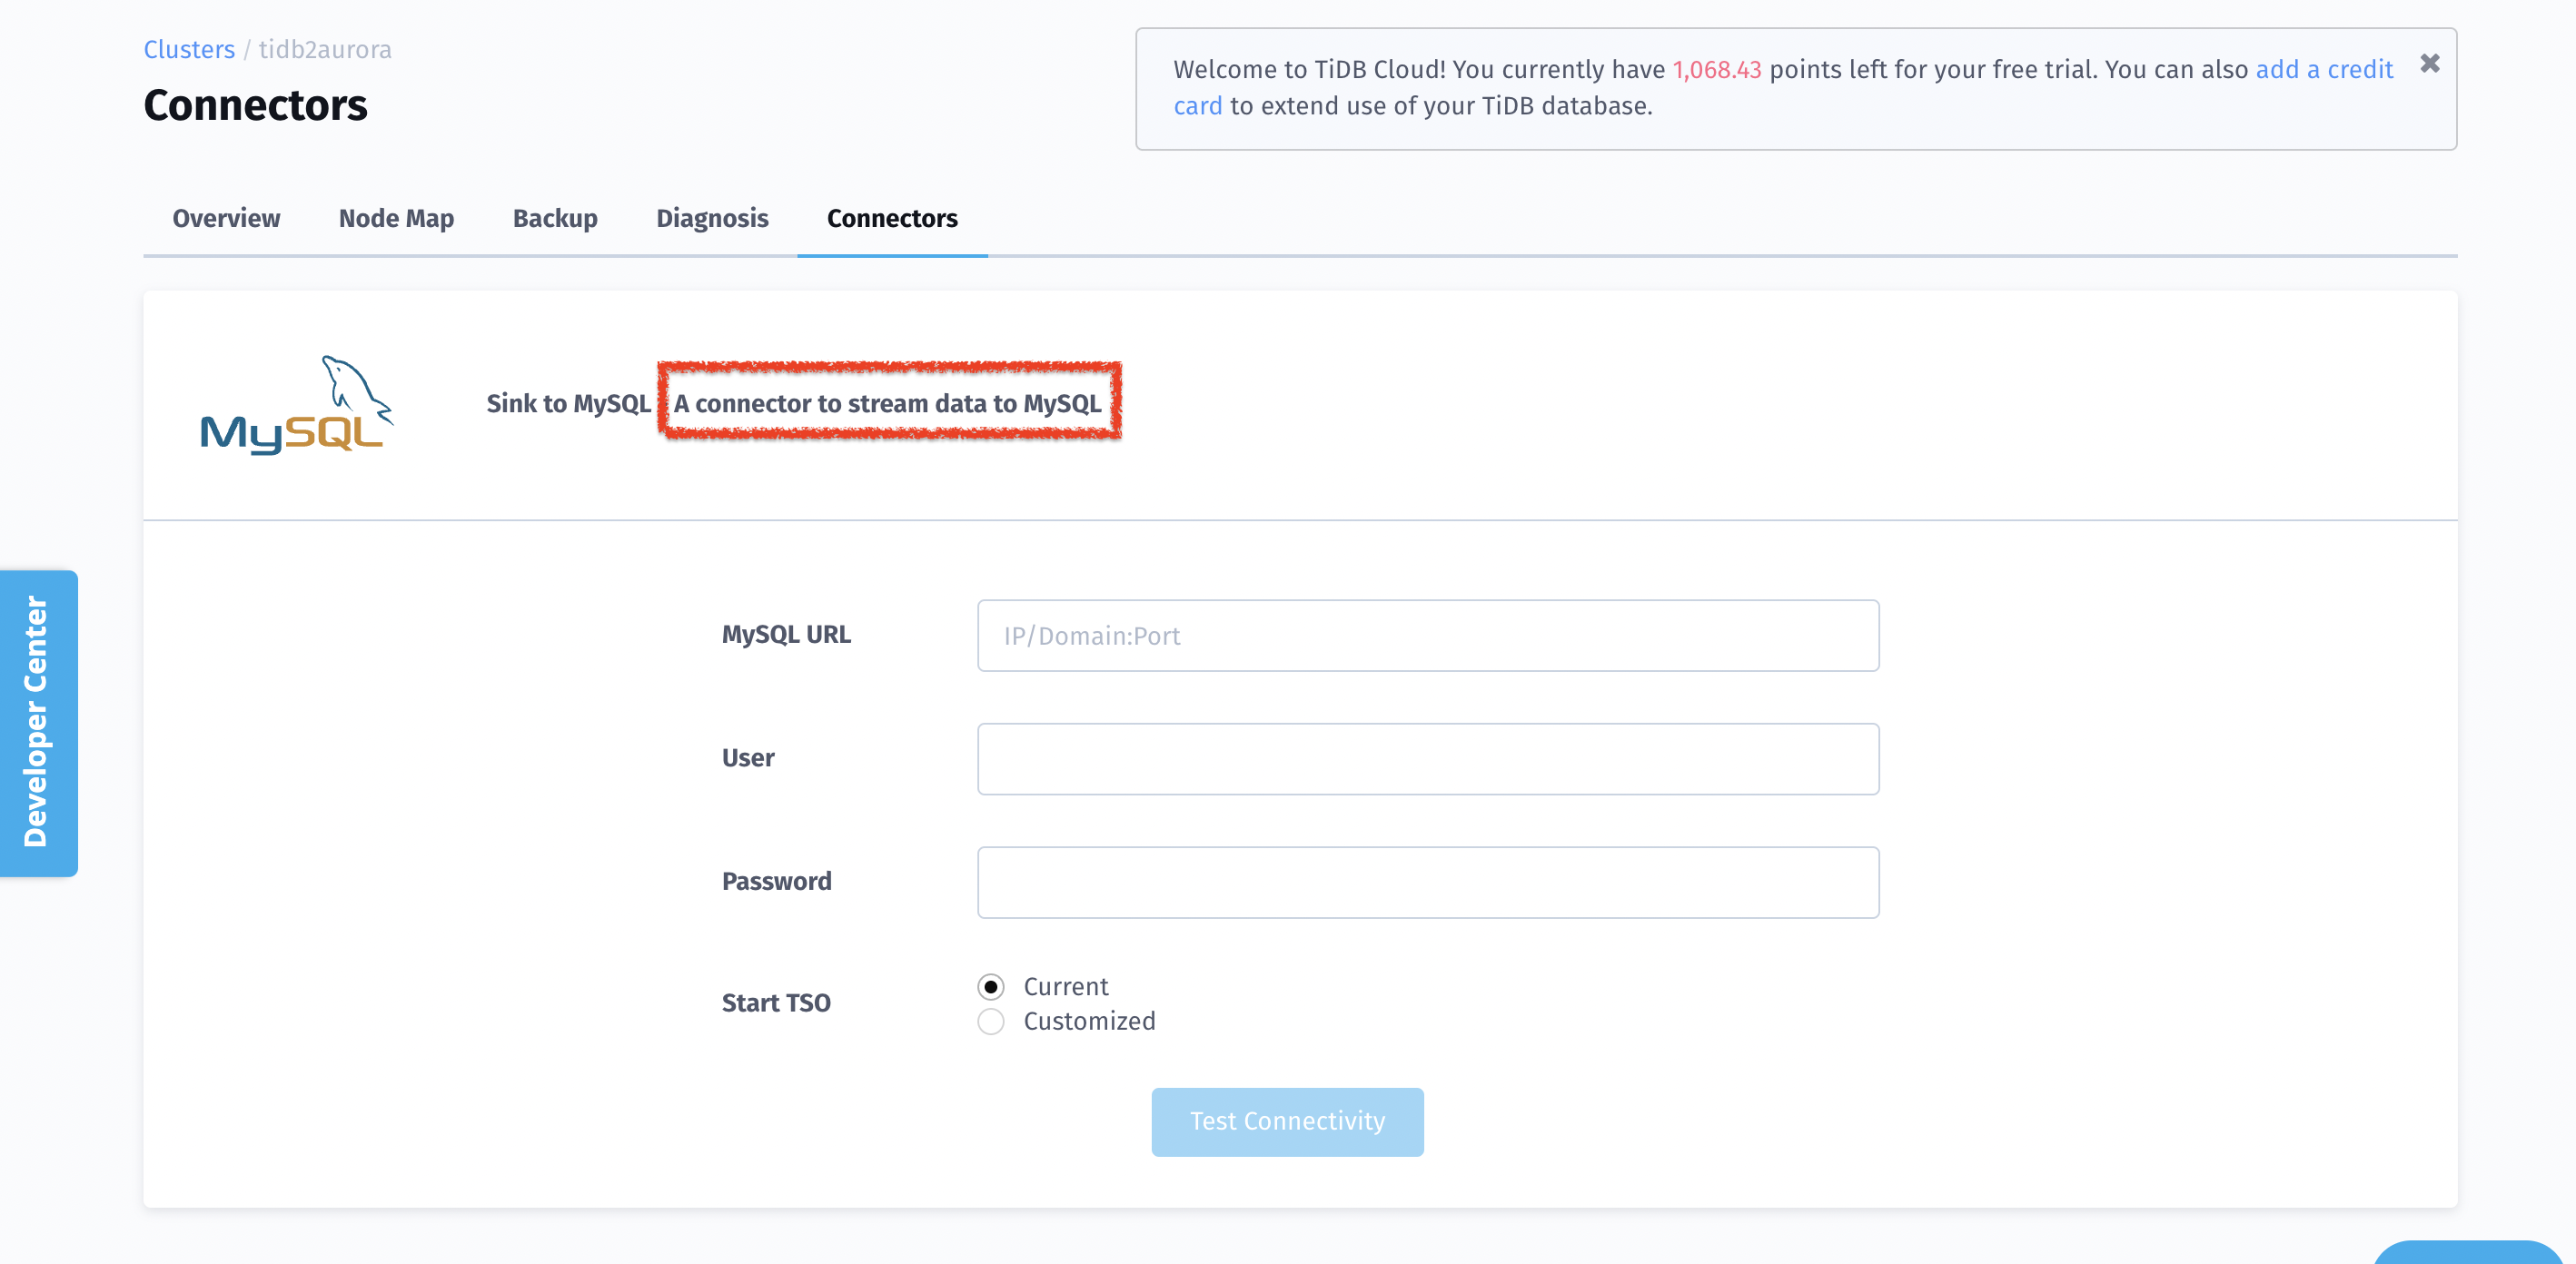 Clusters / tidb2aurora
Connectors
Welcome to TiDB Cloud! You currently have 1,068.43 points left for your free trial. You can also add a credit
card to extend use of your TiDB database.
Overview
Node Map
Backup
Diagnosis
Connectors
MySQL
Sink to MySQL
A connector to stream data to MySQL
Developer Center
MySQL URL
IP/Domain:Port
User
Password
Start TSO
Current
Customized
Test Connectivity